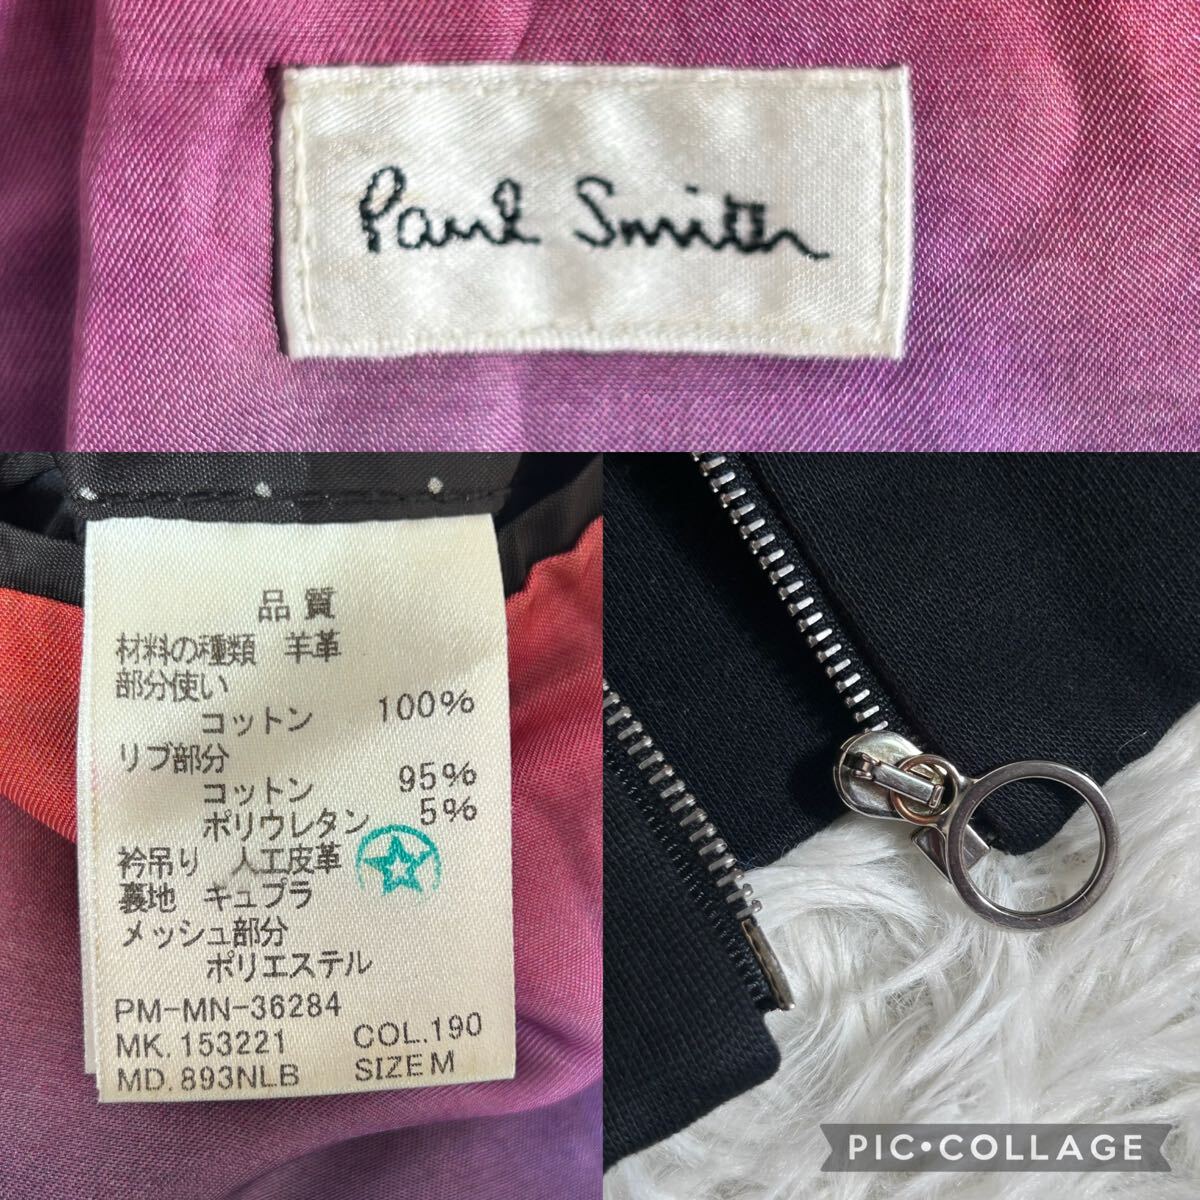 Paul Smith
品質
材料の種類 羊革
部分使い
コットン 100%
リブ部分
コットン 95%
ポリウレタン 5%
衿吊り 人工皮革
裏地 キュプラ
メッシュ部分
ポリエステル
PM-MN-36284
MK.153221 COL.190
MD.893NLB SIZE M
PIC•COLLAGE